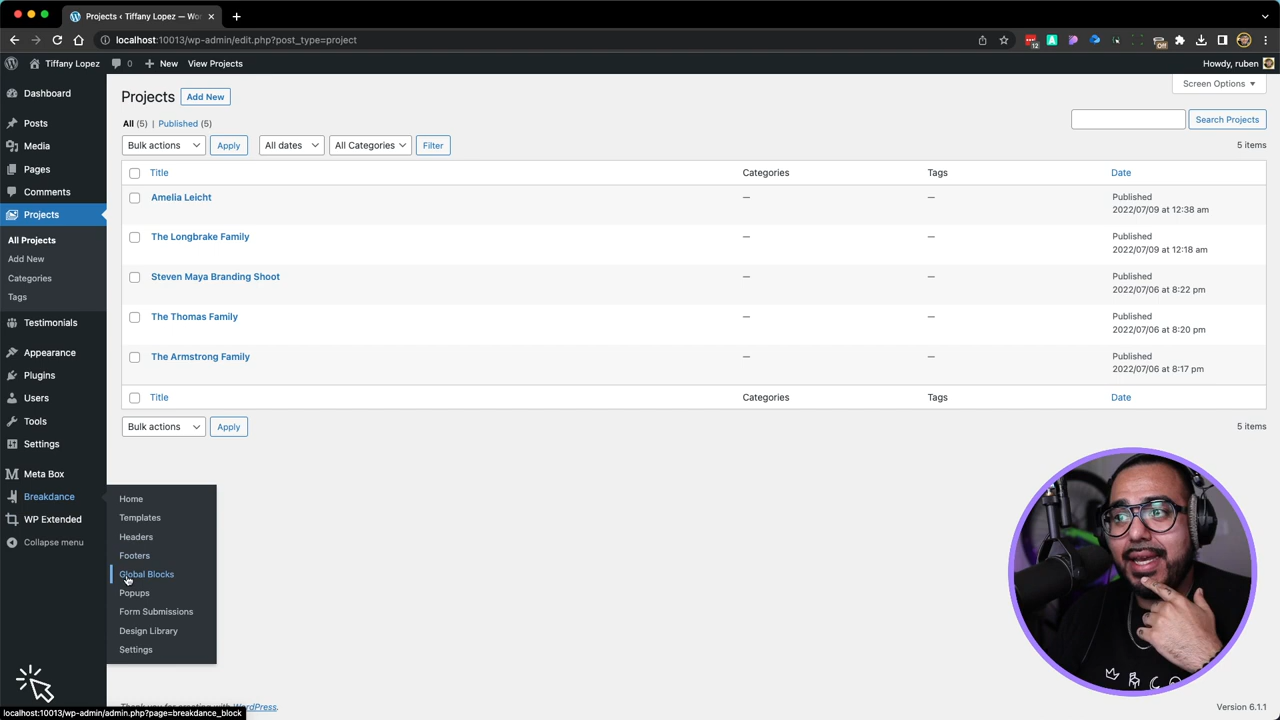 Projects ‹ Tiffany Lopez — Wo
localhost:10013/wp-admin/edit.php?post_type=project
12
Off
Tiffany Lopez
0
New
View Projects
Howdy, ruben
Dashboard
Posts
Media
Pages
Comments
Projects
All Projects
Add New
Categories
Tags
Testimonials
Appearance
Plugins
Users
Tools
Settings
Meta Box
Breakdance
WP Extended
Collapse menu
Home
Templates
Headers
Footers
Global Blocks
Popups
Form Submissions
Design Library
Settings
Screen Options
Projects Add New
All (5) | Published (5)
Search Projects
Bulk actions Apply All dates All Categories Filter
5 items
Title Categories Tags Date
Amelia Leicht — — Published
2022/07/09 at 12:38 am
The Longbrake Family — — Published
2022/07/09 at 12:18 am
Steven Maya Branding Shoot — — Published
2022/07/06 at 8:22 pm
The Thomas Family — — Published
2022/07/06 at 8:20 pm
The Armstrong Family — — Published
2022/07/06 at 8:17 pm
Title Categories Tags Date
Bulk actions Apply
5 items
Thank you for creating with WordPress.
Version 6.1.1
localhost:10013/wp-admin/admin.php?page=breakdance_block